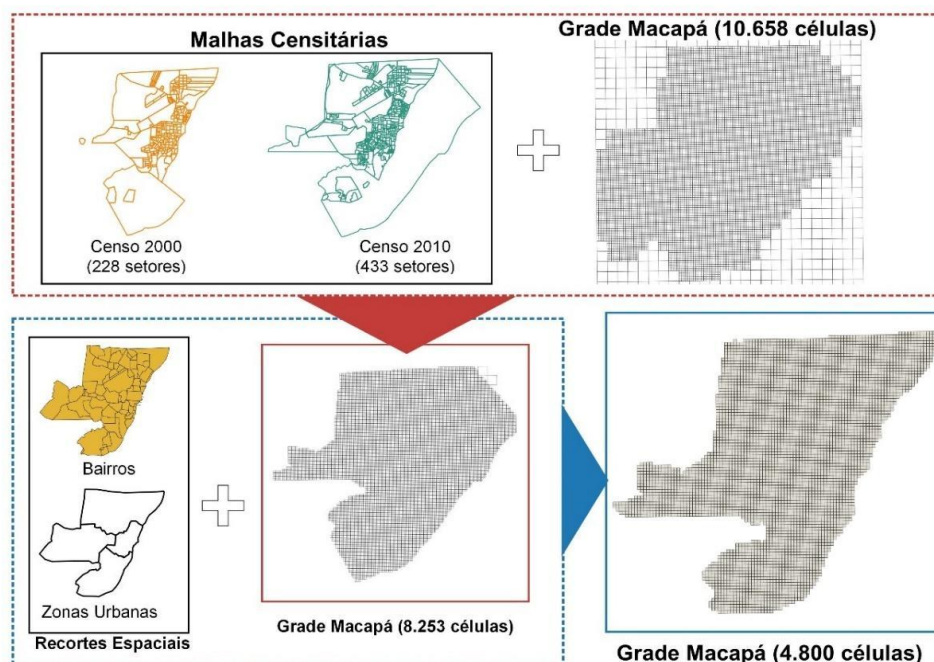 Malhas Censitárias
Grade Macapá (10.658 células)
Censo 2000
(228 setores)
Censo 2010
(433 setores)
Bairros
Zonas Urbanas
Recortes Espaciais
Grade Macapá (8.253 células)
Grade Macapá (4.800 células)